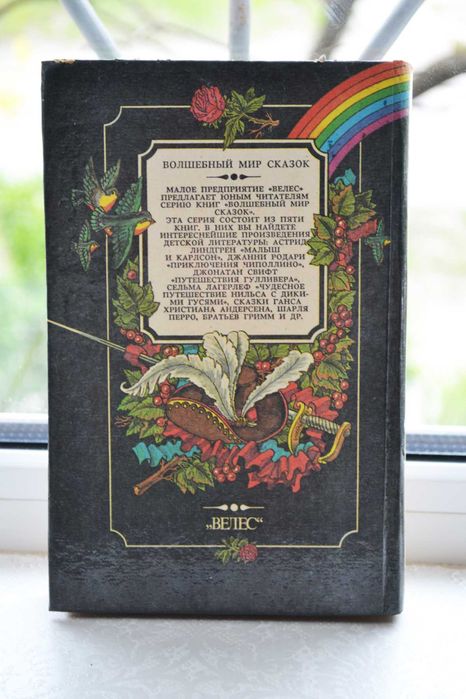 ВОЛШЕБНЫЙ МИР СКАЗОК
МАЛОЕ ПРЕДПРИЯТИЕ «ВЕЛЕС»
ПРЕДЛАГАЕТ ЮНЫМ ЧИТАТЕЛЯМ
СЕРИЮ КНИГ «ВОЛШЕБНЫЙ МИР
СКАЗОК».
ЭТА СЕРИЯ СОСТОИТ ИЗ ПЯТИ
КНИГ. В НИХ ВЫ НАЙДЕТЕ
ИНТЕРЕСНЕЙШИЕ ПРОИЗВЕДЕНИЯ
ДЕТСКОЙ ЛИТЕРАТУРЫ: АСТРИД
ЛИНДГРЕН «МАЛЫШ
И КАРЛСОН», ДЖАННИ РОДАРИ
«ПРИКЛЮЧЕНИЯ ЧИПОЛЛИНО»,
ДЖОНАТАН СВИФТ
«ПУТЕШЕСТВИЯ ГУЛЛИВЕРА»,
СЕЛЬМА ЛАГЕРЛЕФ «ЧУДЕСНОЕ
ПУТЕШЕСТВИЕ НИЛЬСА С ДИКИ-
МИ ГУСЯМИ», СКАЗКИ ГАНСА
ХРИСТИАНА АНДЕРСЕНА, ШАРЛЯ
ПЕРРО, БРАТЬЕВ ГРИММ И ДР.
„ВЕЛЕС“